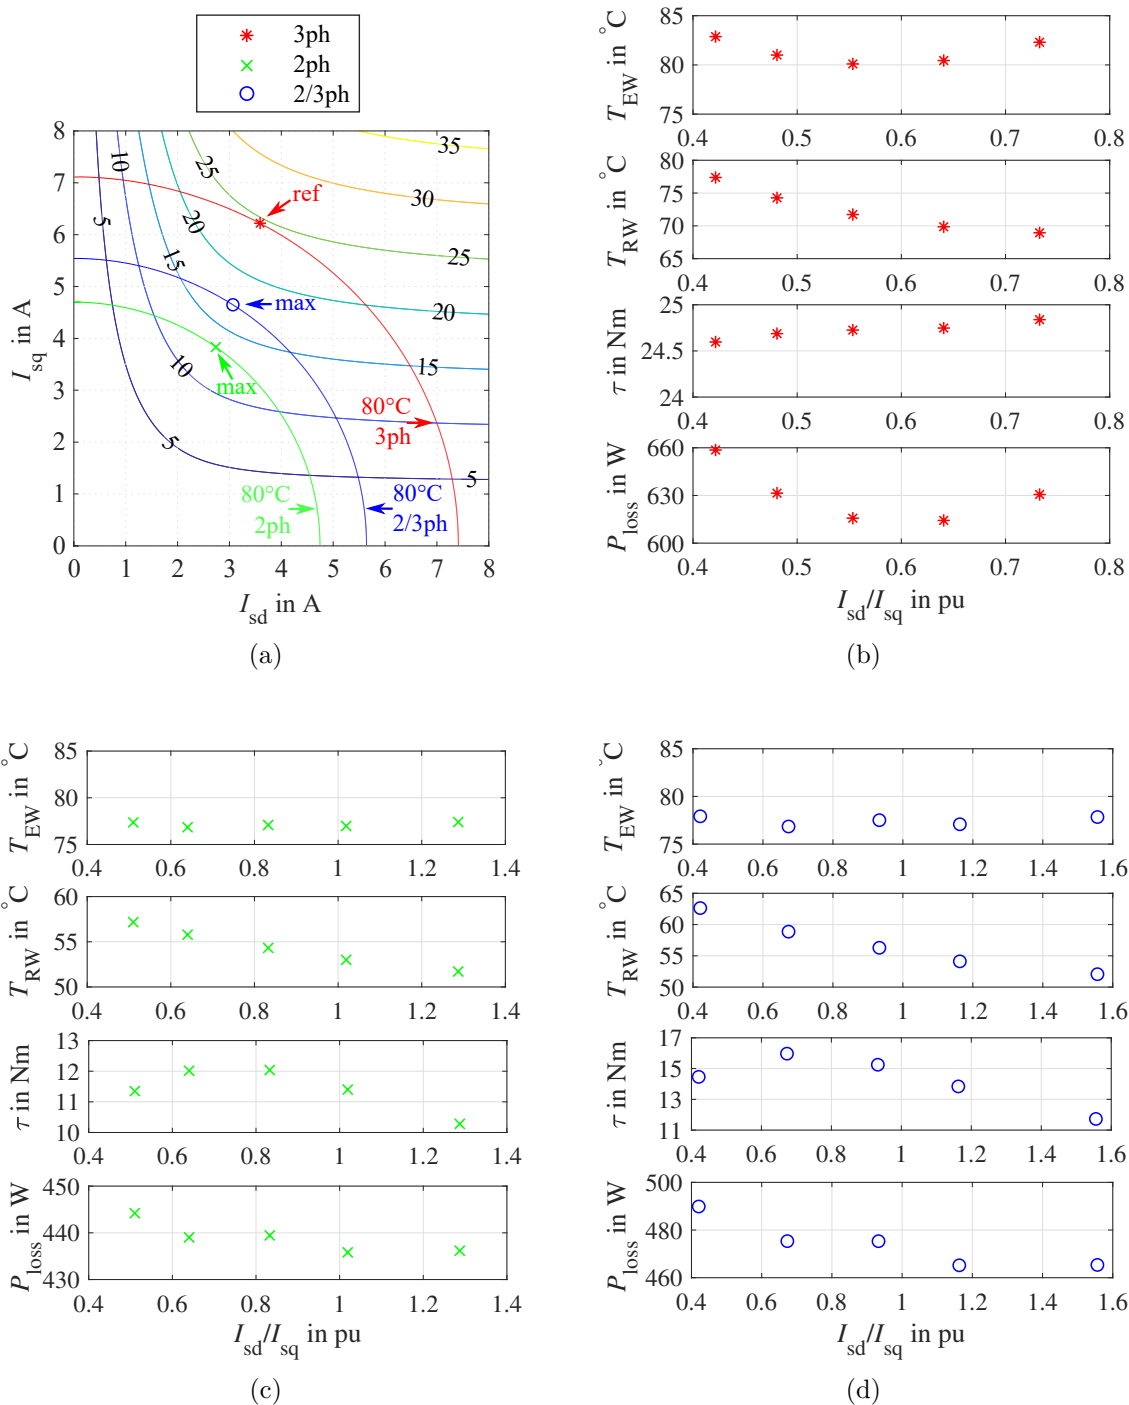 3ph
2ph
2/3ph
8
7
6
5
4
3
2
1
0
0 1 2 3 4 5 6 7 8
I_sq in A
I_sd in A
5 10 25 35
30
20
15 25
20
15
10
5
5
ref
max
max
80°C
3ph
80°C
2ph
80°C
2/3ph
(a)
T_EW in °C
85
80
75
0.4 0.5 0.6 0.7 0.8
T_RW in °C
80
75
70
65
0.4 0.5 0.6 0.7 0.8
τ in Nm
25
24.5
24
0.4 0.5 0.6 0.7 0.8
P_loss in W
660
630
600
0.4 0.5 0.6 0.7 0.8
I_sd/I_sq in pu
(b)
T_EW in °C
85
80
75
0.4 0.6 0.8 1 1.2 1.4
T_RW in °C
60
55
50
0.4 0.6 0.8 1 1.2 1.4
τ in Nm
13
12
11
10
0.4 0.6 0.8 1 1.2 1.4
P_loss in W
450
440
430
0.4 0.6 0.8 1 1.2 1.4
I_sd/I_sq in pu
(c)
T_EW in °C
85
80
75
0.4 0.6 0.8 1 1.2 1.4 1.6
T_RW in °C
65
60
55
50
0.4 0.6 0.8 1 1.2 1.4 1.6
τ in Nm
17
15
13
11
0.4 0.6 0.8 1 1.2 1.4 1.6
P_loss in W
500
480
460
0.4 0.6 0.8 1 1.2 1.4 1.6
I_sd/I_sq in pu
(d)